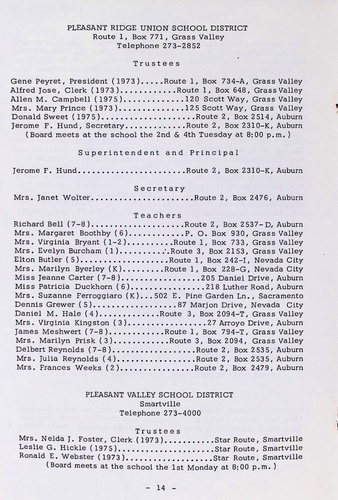 PLEASANT RIDGE UNION SCHOOL DISTRICT
Route 1, Box 771, Grass Valley
Telephone 273-2852
Trustees
Gene Peyret, President (1973).....Route 1, Box 734-A, Grass Valley
Alfred Jose, Clerk (1973)............Route 1, Box 648, Grass Valley
Allen M. Campbell (1975)............120 Scott Way, Grass Valley
Mrs. Mary Prince (1973)..............125 Scott Way, Grass Valley
Donald Sweet (1975)....................Route 2, Box 2514, Auburn
Jerome F. Hund, Secretary............Route 2, Box 2310-K, Auburn
(Board meets at the school the 2nd & 4th Tuesday at 8:00 p.m.)
Superintendent and Principal
Jerome F. Hund........................Route 2, Box 2310-K, Auburn
Secretary
Mrs. Janet Wolter.......................Route 2, Box 2476, Auburn
Teachers
Richard Bell (7-8)....................Route 2, Box 2537-D, Auburn
Mrs. Margaret Boothby (6)............P. O. Box 930, Grass Valley
Mrs. Virginia Bryant (1-2)..........Route 1, Box 733, Grass Valley
Mrs. Evelyn Burcham (1)............Route 3, Box 2153, Grass Valley
Elton Butler (5)....................Route 1, Box 242-I, Nevada City
Mrs. Marilyn Byerley (K)..........Route 1, Box 228-G, Nevada City
Miss Jeanne Carter (7-8)..................205 Daniel Drive, Auburn
Miss Patricia Duckhorn (6)................218 Luther Road, Auburn
Mrs. Suzanne Ferroggiaro (K)...502 E. Pine Garden Ln., Sacramento
Dennis Grewer (5)....................87 Marjon Drive, Nevada City
Daniel M. Hale (4)...............Route 3, Box 2094-T, Grass Valley
Mrs. Virginia Kingston (3)................27 Arroyo Drive, Auburn
James Meshwert (7-8)............Route 1, Box 794-T, Grass Valley
Mrs. Marilyn Prisk (3)............Route 3, Box 2094, Grass Valley
Delbert Reynolds (7-8)..................Route 2, Box 2535, Auburn
Mrs. Julia Reynolds (4).................Route 2, Box 2535, Auburn
Mrs. Frances Weeks (2).................Route 2, Box 2479, Auburn
PLEASANT VALLEY SCHOOL DISTRICT
Smartville
Telephone 273-4000
Trustees
Mrs. Nelda J. Foster, Clerk (1973)..........Star Route, Smartville
Leslie G. Hickle (1975).....................Star Route, Smartville
Ronald E. Webster (1973)...................Star Route, Smartville
(Board meets at the school the 1st Monday at 8:00 p.m.)
- 14 -